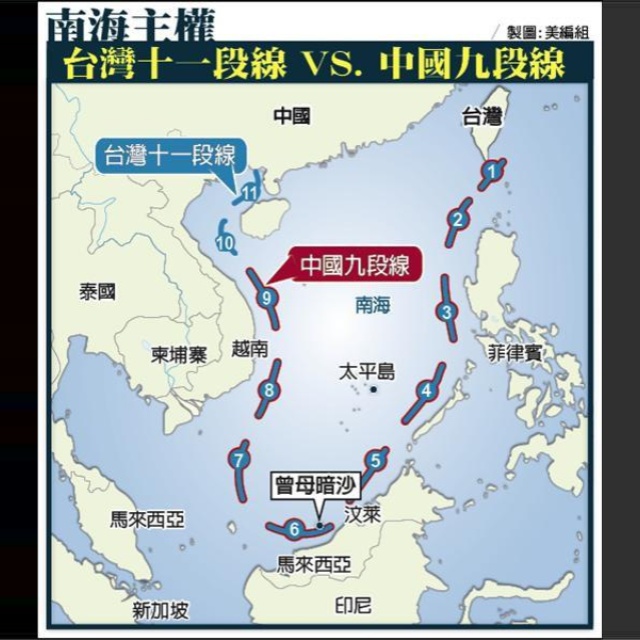 南海主權
製圖:美編組
台灣十一段線 VS. 中國九段線
中國
台灣
台灣十一段線
1
11
2
10
中國九段線
9
泰國
南海
3
越南
菲律賓
柬埔寨
太平島
8
4
7
5
曾母暗沙
馬來西亞
汶萊
6
馬來西亞
新加坡
印尼